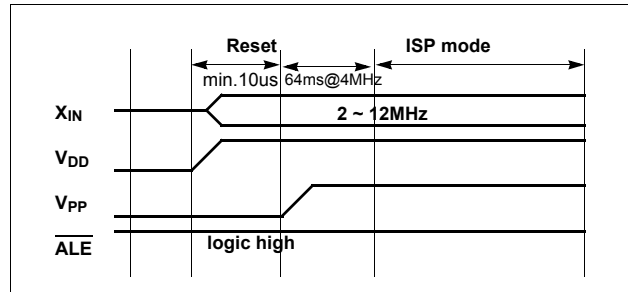 Reset ISP mode
min.10us 64ms@4MHz
XIN 2 ~ 12MHz
VDD
VPP
ALE logic high